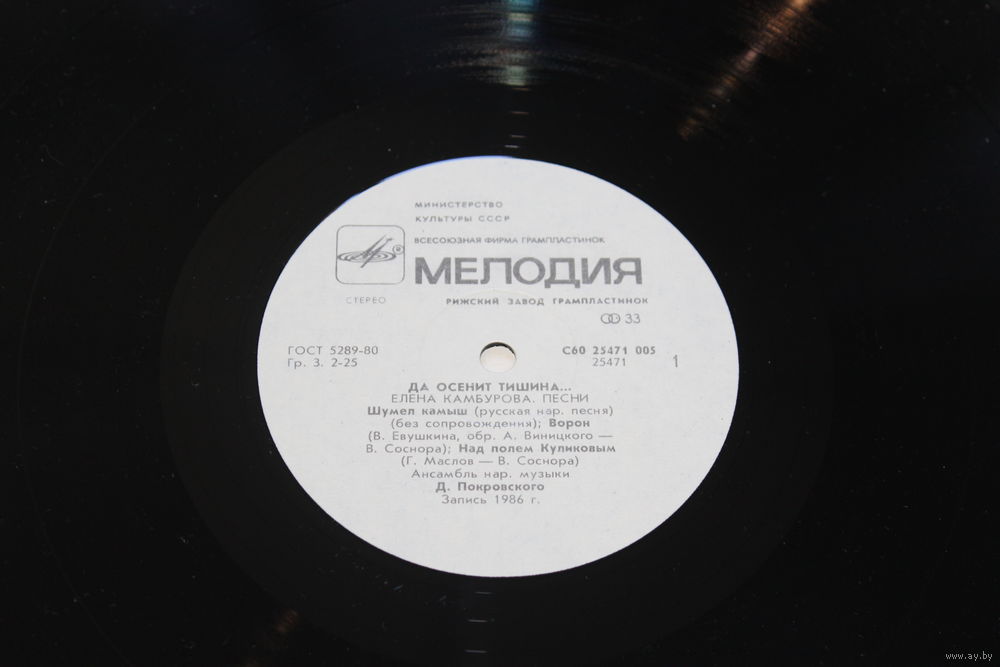 МИНИСТЕРСТВО
КУЛЬТУРЫ СССР
ВСЕСОЮЗНАЯ ФИРМА ГРАМПЛАСТИНОК
®
МЕЛОДИЯ
СТЕРЕО
РИЖСКИЙ ЗАВОД ГРАМПЛАСТИНОК
33
ГОСТ 5289-80
Гр. 3. 2-25
С60 25471 005
25471
1
ДА ОСЕНИТ ТИШИНА...
ЕЛЕНА КАМБУРОВА. ПЕСНИ
Шумел камыш (русская нар. песня)
(без сопровождения); Ворон
(В. Евушкина, обр. А. Виницкого —
В. Соснора); Над полем Куликовым
(Г. Маслов — В. Соснора)
Ансамбль нар. музыки
Д. Покровского
Запись 1986 г.
www.ay.by